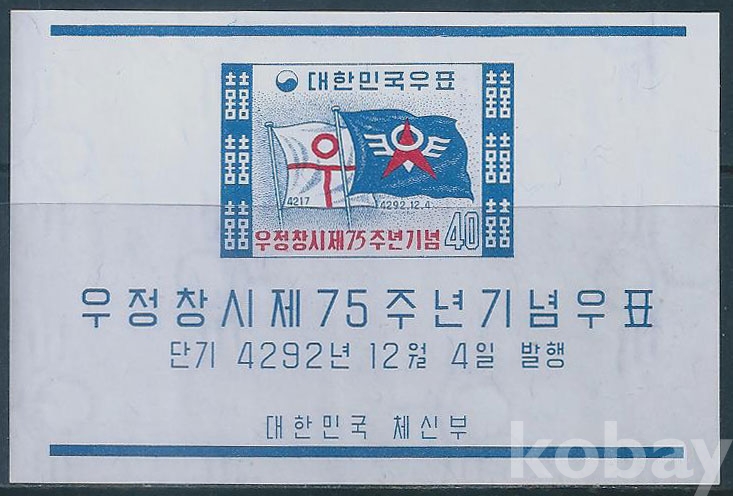 대한민국우표
우
4217
4292.12.4
우정창시제75주년기념 40
우정창시제75주년기념우표
단기 4292년 12월 4일 발행
대한민국 체신부
kobay